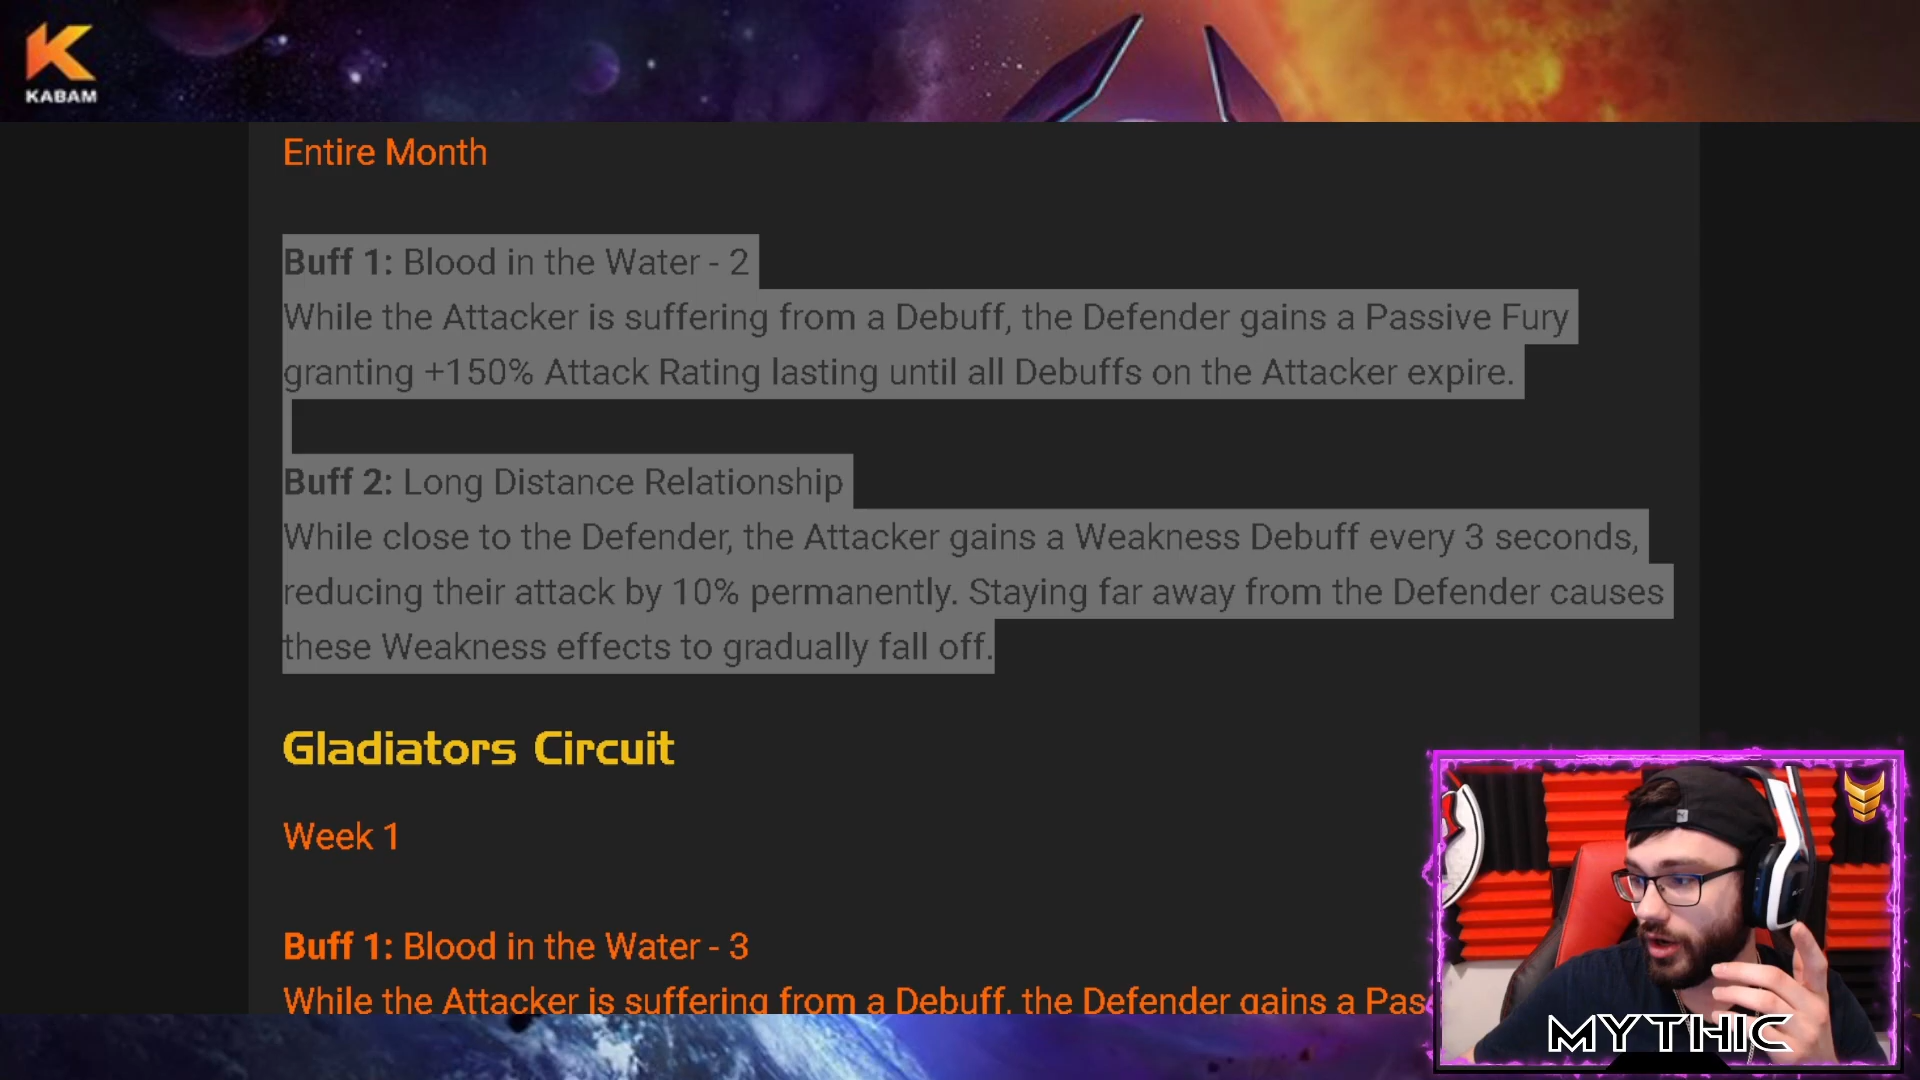 KABAM
Entire Month
Buff 1: Blood in the Water - 2
While the Attacker is suffering from a Debuff, the Defender gains a Passive Fury
granting +150% Attack Rating lasting until all Debuffs on the Attacker expire.
Buff 2: Long Distance Relationship
While close to the Defender, the Attacker gains a Weakness Debuff every 3 seconds,
reducing their attack by 10% permanently. Staying far away from the Defender causes
these Weakness effects to gradually fall off.
Gladiators Circuit
Week 1
Buff 1: Blood in the Water - 3
While the Attacker is suffering from a Debuff, the Defender gains a Pas
MYTHIC